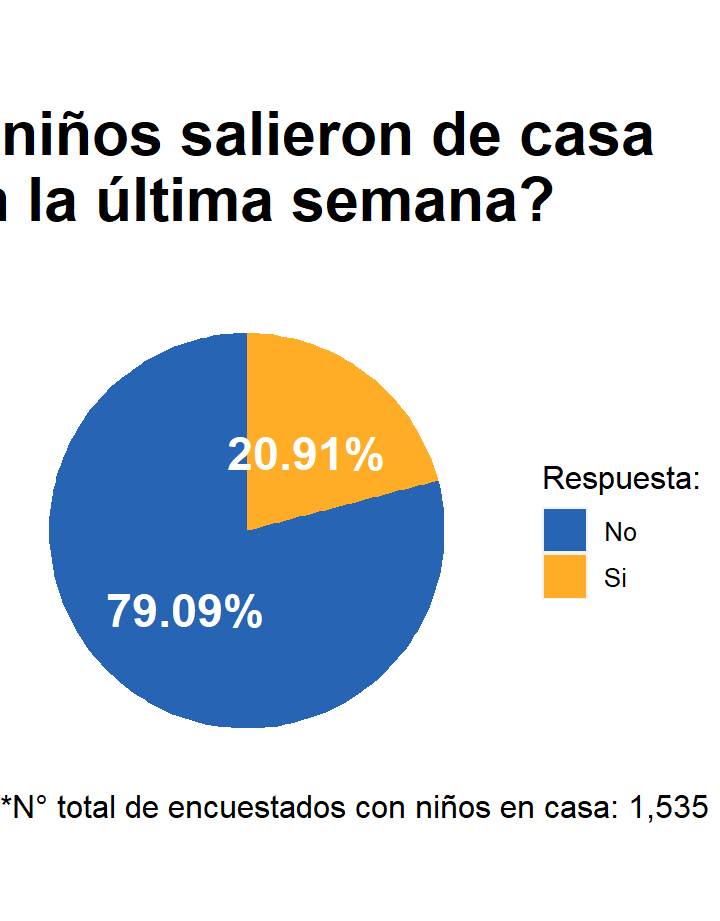 niños salieron de casa
la última semana?
20.91%
79.09%
Respuesta:
No
Si
*N° total de encuestados con niños en casa: 1,535